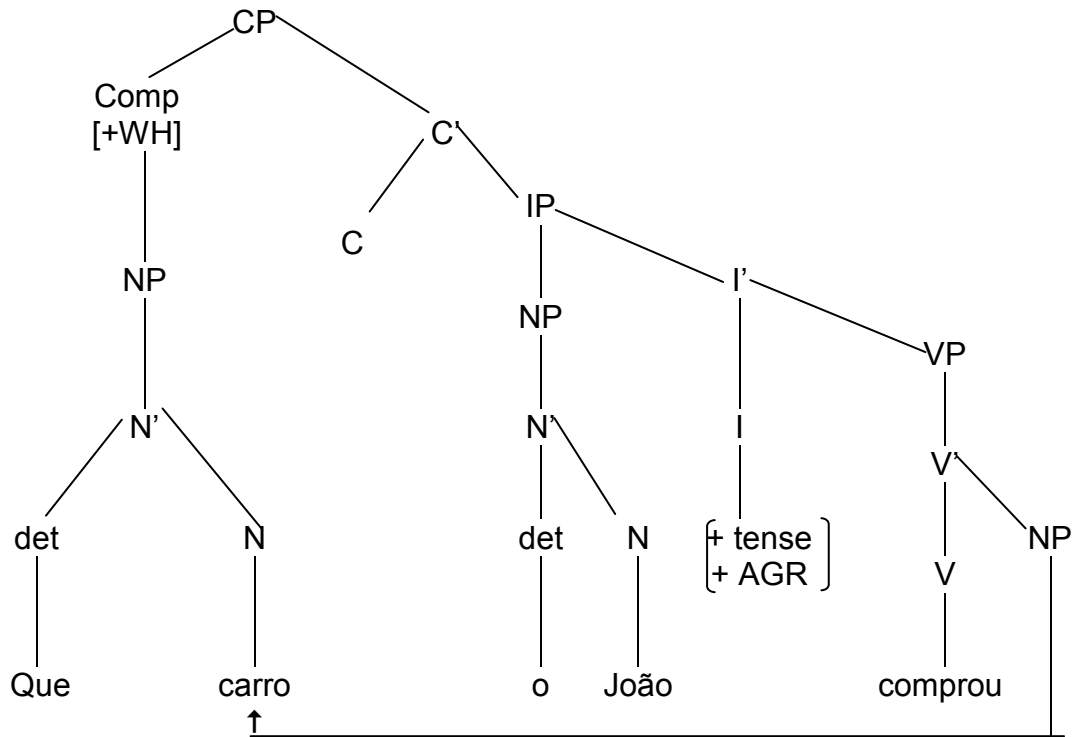 CP
Comp
[+WH]
C’
IP
C
NP
I’
NP
VP
N’
N’
I
V’
det
N
det
N
+ tense
NP
+ AGR
V
Que
carro
o
João
comprou